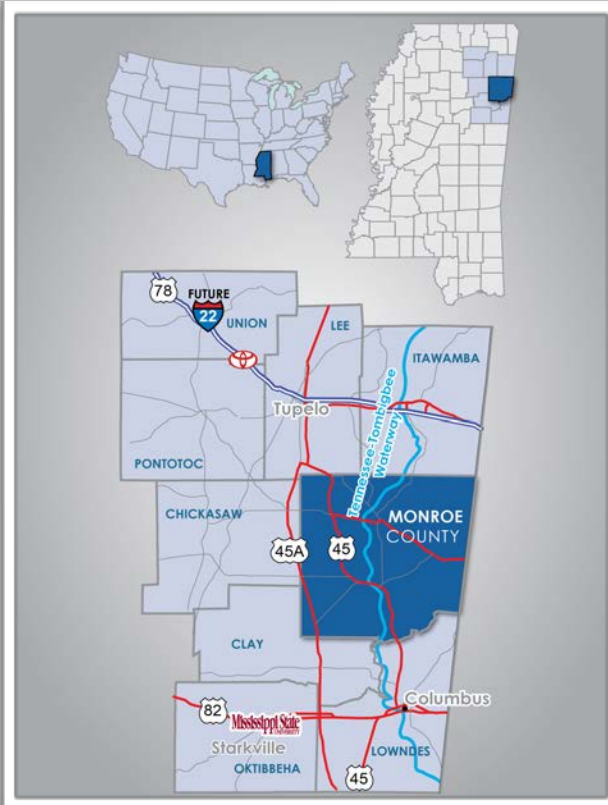 78
FUTURE
22
UNION
LEE
ITAWAMBA
Tupelo
Tennessee-Tombigbee
Waterway
PONTOTOC
CHICKASAW
MONROE
COUNTY
45A
45
CLAY
Columbus
82
Mississippi State
UNIVERSITY
Starkville
LOWNDES
OKTIBBEHA
45